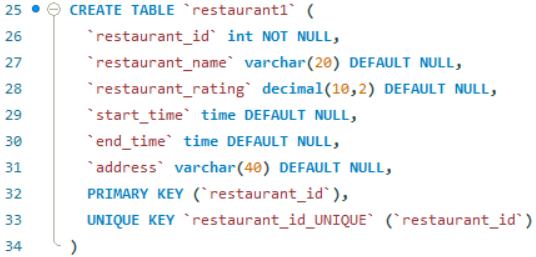 25 CREATE TABLE `restaurant1` (
26 `restaurant_id` int NOT NULL,
27 `restaurant_name` varchar(20) DEFAULT NULL,
28 `restaurant_rating` decimal(10,2) DEFAULT NULL,
29 `start_time` time DEFAULT NULL,
30 `end_time` time DEFAULT NULL,
31 `address` varchar(40) DEFAULT NULL,
32 PRIMARY KEY (`restaurant_id`),
33 UNIQUE KEY `restaurant_id_UNIQUE` (`restaurant_id`)
34 )